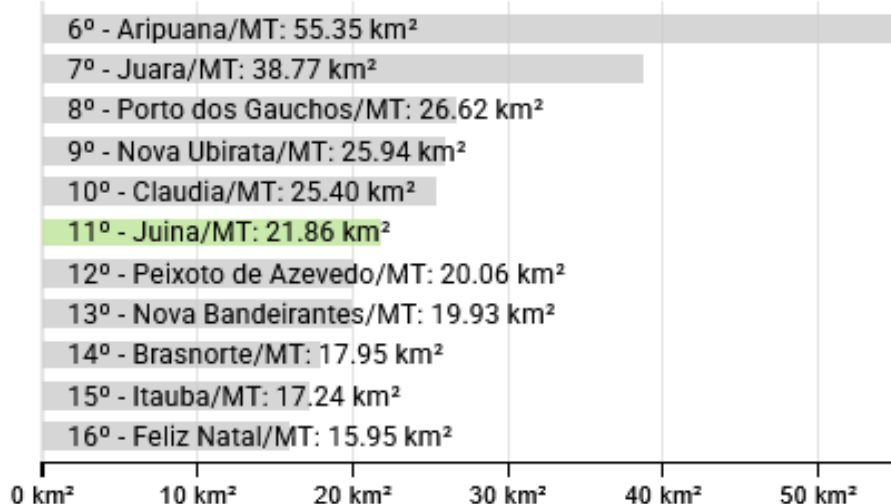 6º - Aripuana/MT: 55.35 km²
7º - Juara/MT: 38.77 km²
8º - Porto dos Gauchos/MT: 26.62 km²
9º - Nova Ubirata/MT: 25.94 km²
10º - Claudia/MT: 25.40 km²
11º - Juina/MT: 21.86 km²
12º - Peixoto de Azevedo/MT: 20.06 km²
13º - Nova Bandeirantes/MT: 19.93 km²
14º - Brasnorte/MT: 17.95 km²
15º - Itauba/MT: 17.24 km²
16º - Feliz Natal/MT: 15.95 km²
0 km² 10 km² 20 km² 30 km² 40 km² 50 km²